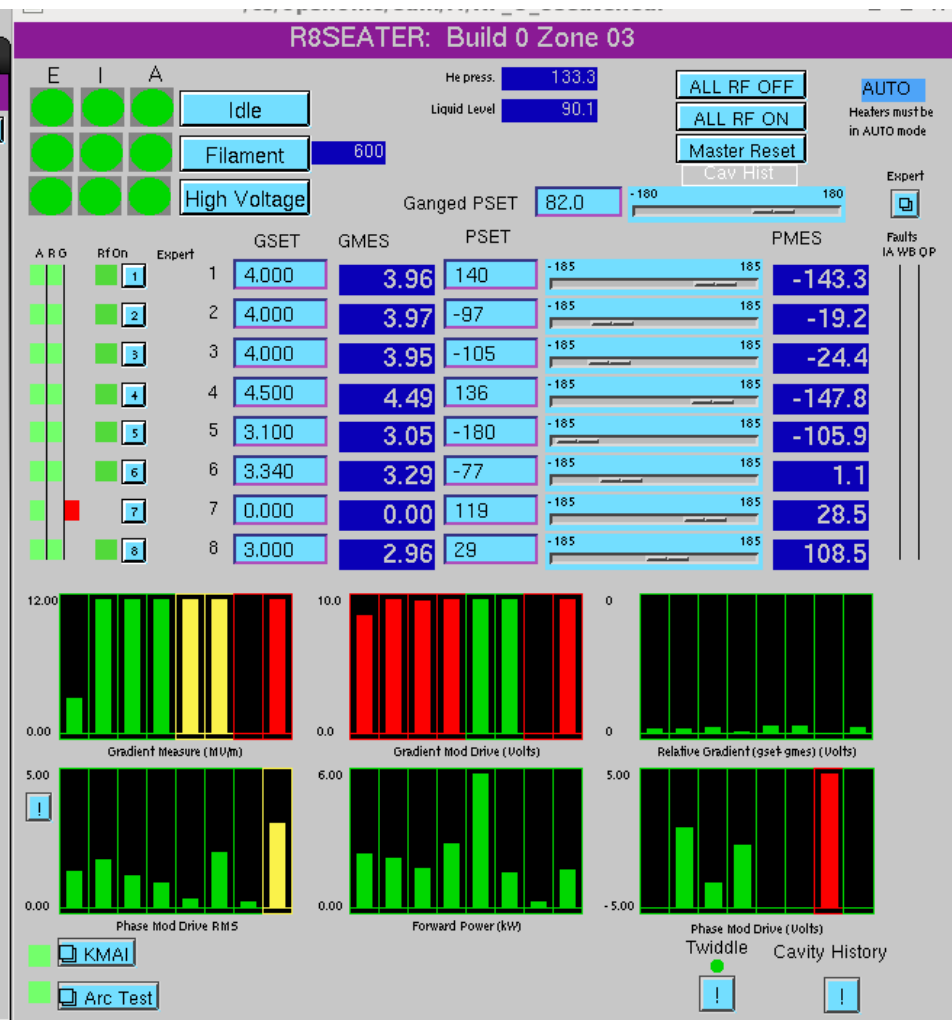 R8SEATER: Build 0 Zone 03
E I A
He press. 133.3
Liquid Level 90.1
ALL RF OFF
ALL RF ON
Master Reset
Cav Hist
AUTO
Heaters must be
in AUTO mode
Idle
Filament 600
High Voltage
Expert
Ganged PSET 82.0 -180 180
GSET GMES PSET PMES
Faults
A R G RfOn Expert IA WB QP
1 1 4.000 3.96 140 -185 185 -143.3
2 2 4.000 3.97 -97 -185 185 -19.2
3 3 4.000 3.95 -105 -185 185 -24.4
4 4 4.500 4.49 136 -185 185 -147.8
5 5 3.100 3.05 -180 -185 185 -105.9
6 6 3.340 3.29 -77 -185 185 1.1
7 7 0.000 0.00 119 -185 185 28.5
8 8 3.000 2.96 29 -185 185 108.5
12.00 10.0 0
0.00 0.0 0
Gradient Measure (MV/m) Gradient Mod Drive (Volts) Relative Gradient (gset-gmes) (Volts)
5.00 6.00 5.00
!
0.00 0.00 -5.00
Phase Mod Drive RMS Forward Power (kW) Phase Mod Drive (Volts)
KMAI
Arc Test
Twiddle Cavity History
! !